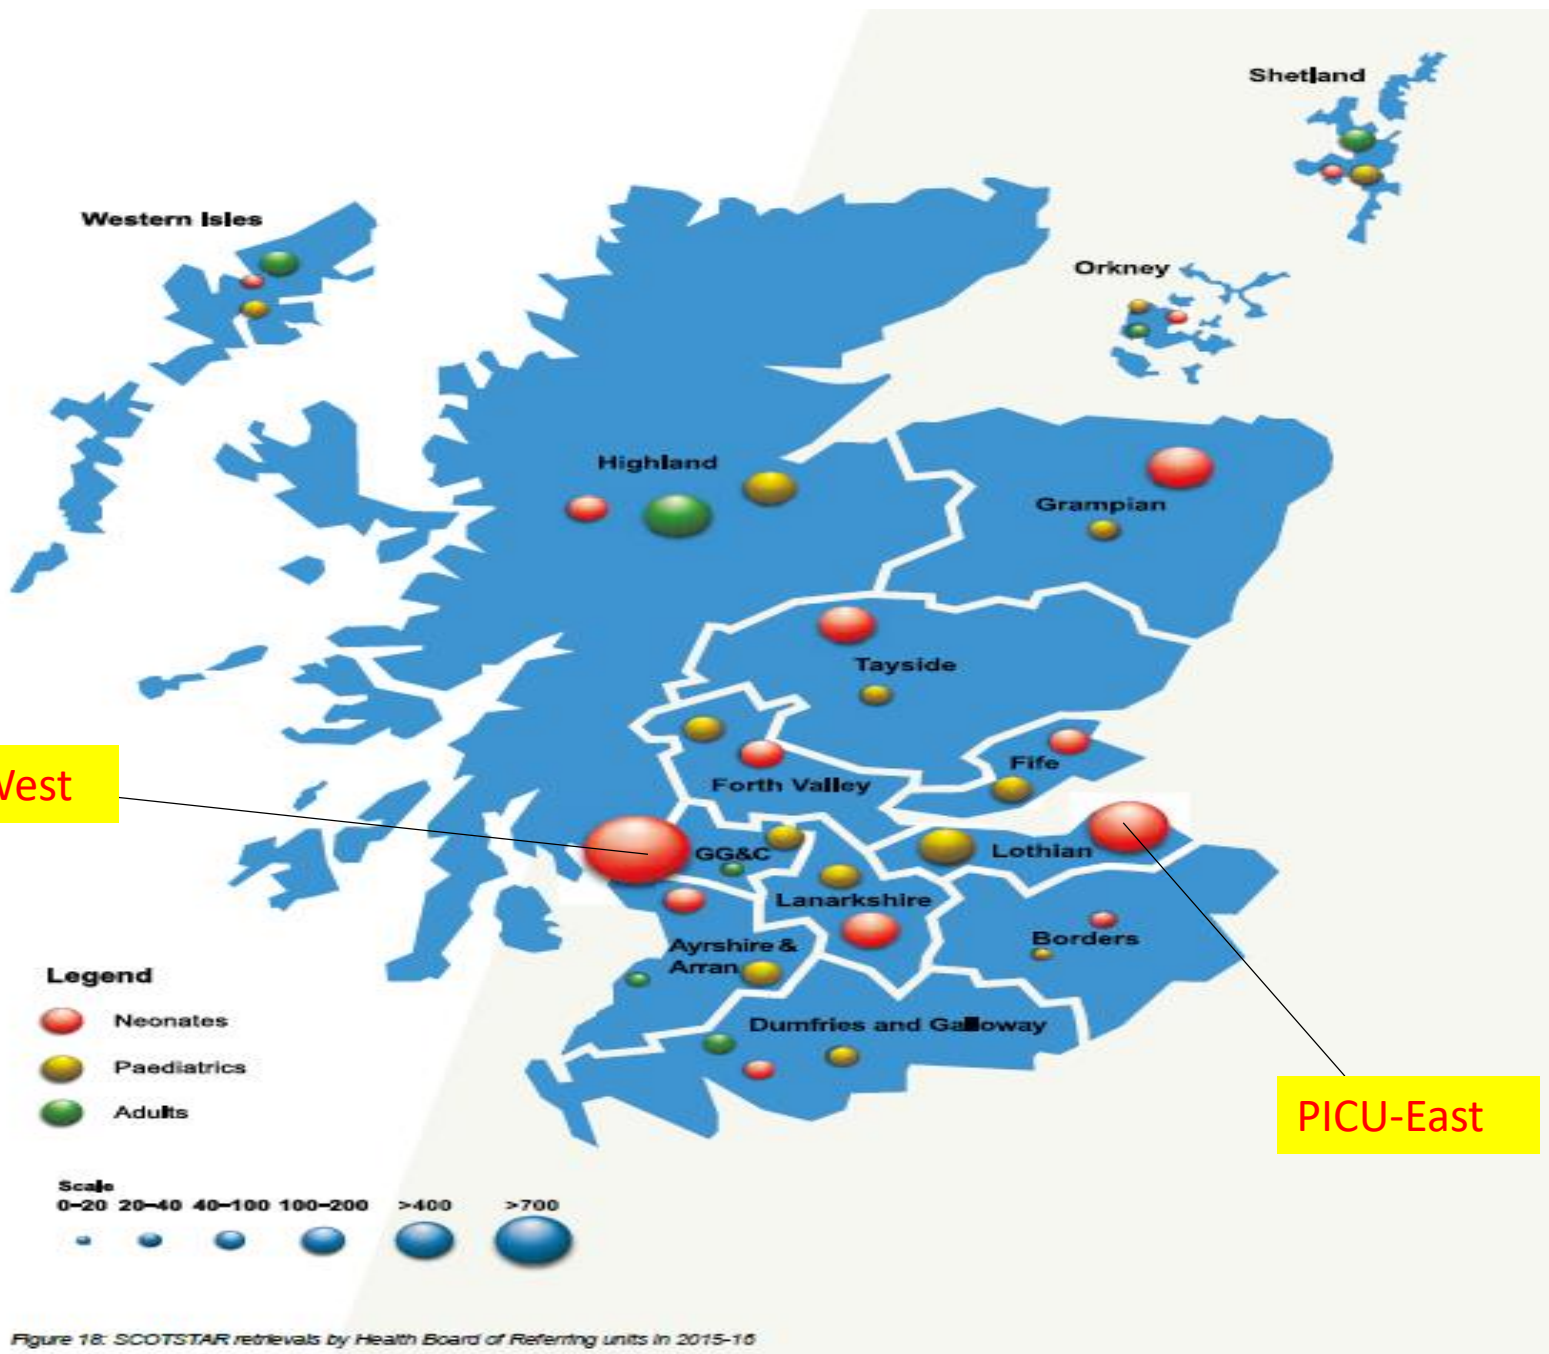 Shetland
Western Isles
Orkney
Highland
Grampian
Tayside
Fife
Forth Valley
West
GG&C
Lothian
Lanarkshire
Ayrshire &
Arran
Borders
Legend
Neonates
Dumfries and Galloway
Paediatrics
Adults
PICU-East
Scale
0-20 20-40 40-100 100-200 >400 >700
Figure 18: SCOTSTAR retrievals by Health Board of Referring units in 2015-16